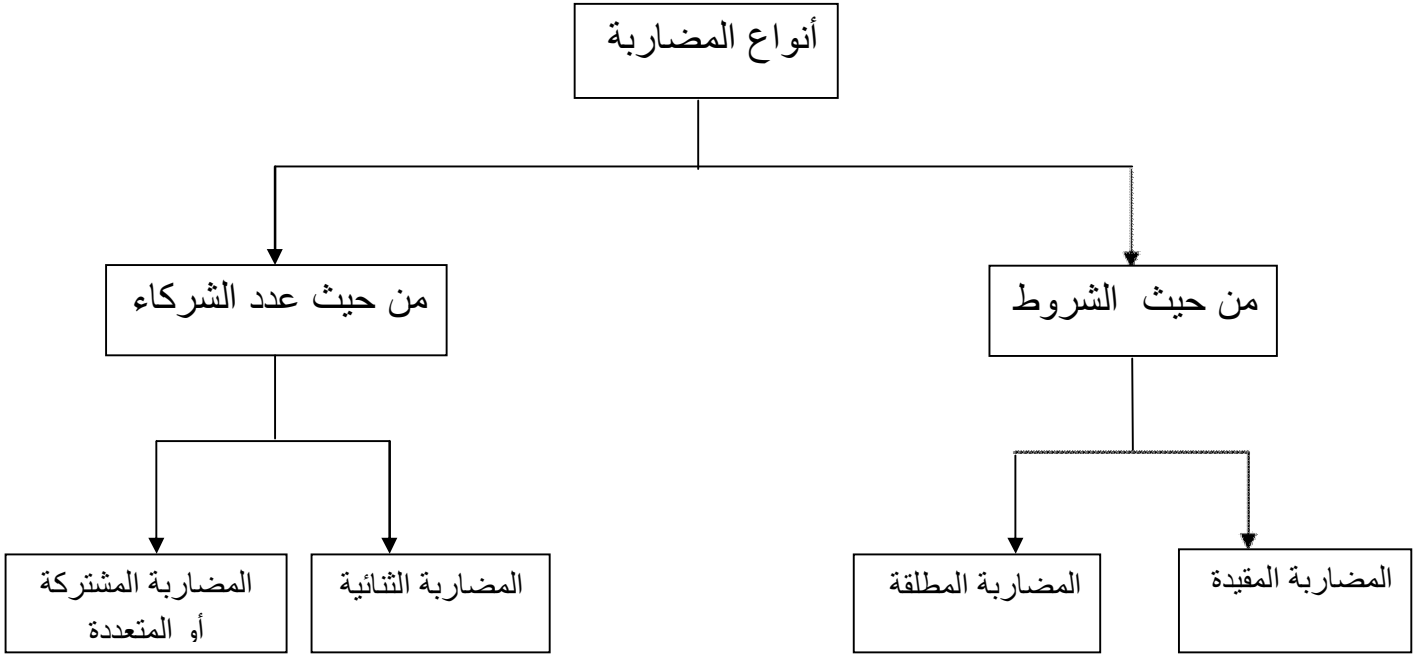 أنواع المضاربة
من حيث الشروط
من حيث عدد الشركاء
المضاربة المقيدة
المضاربة المطلقة
المضاربة الثنائية
المضاربة المشتركة
أو المتعددة